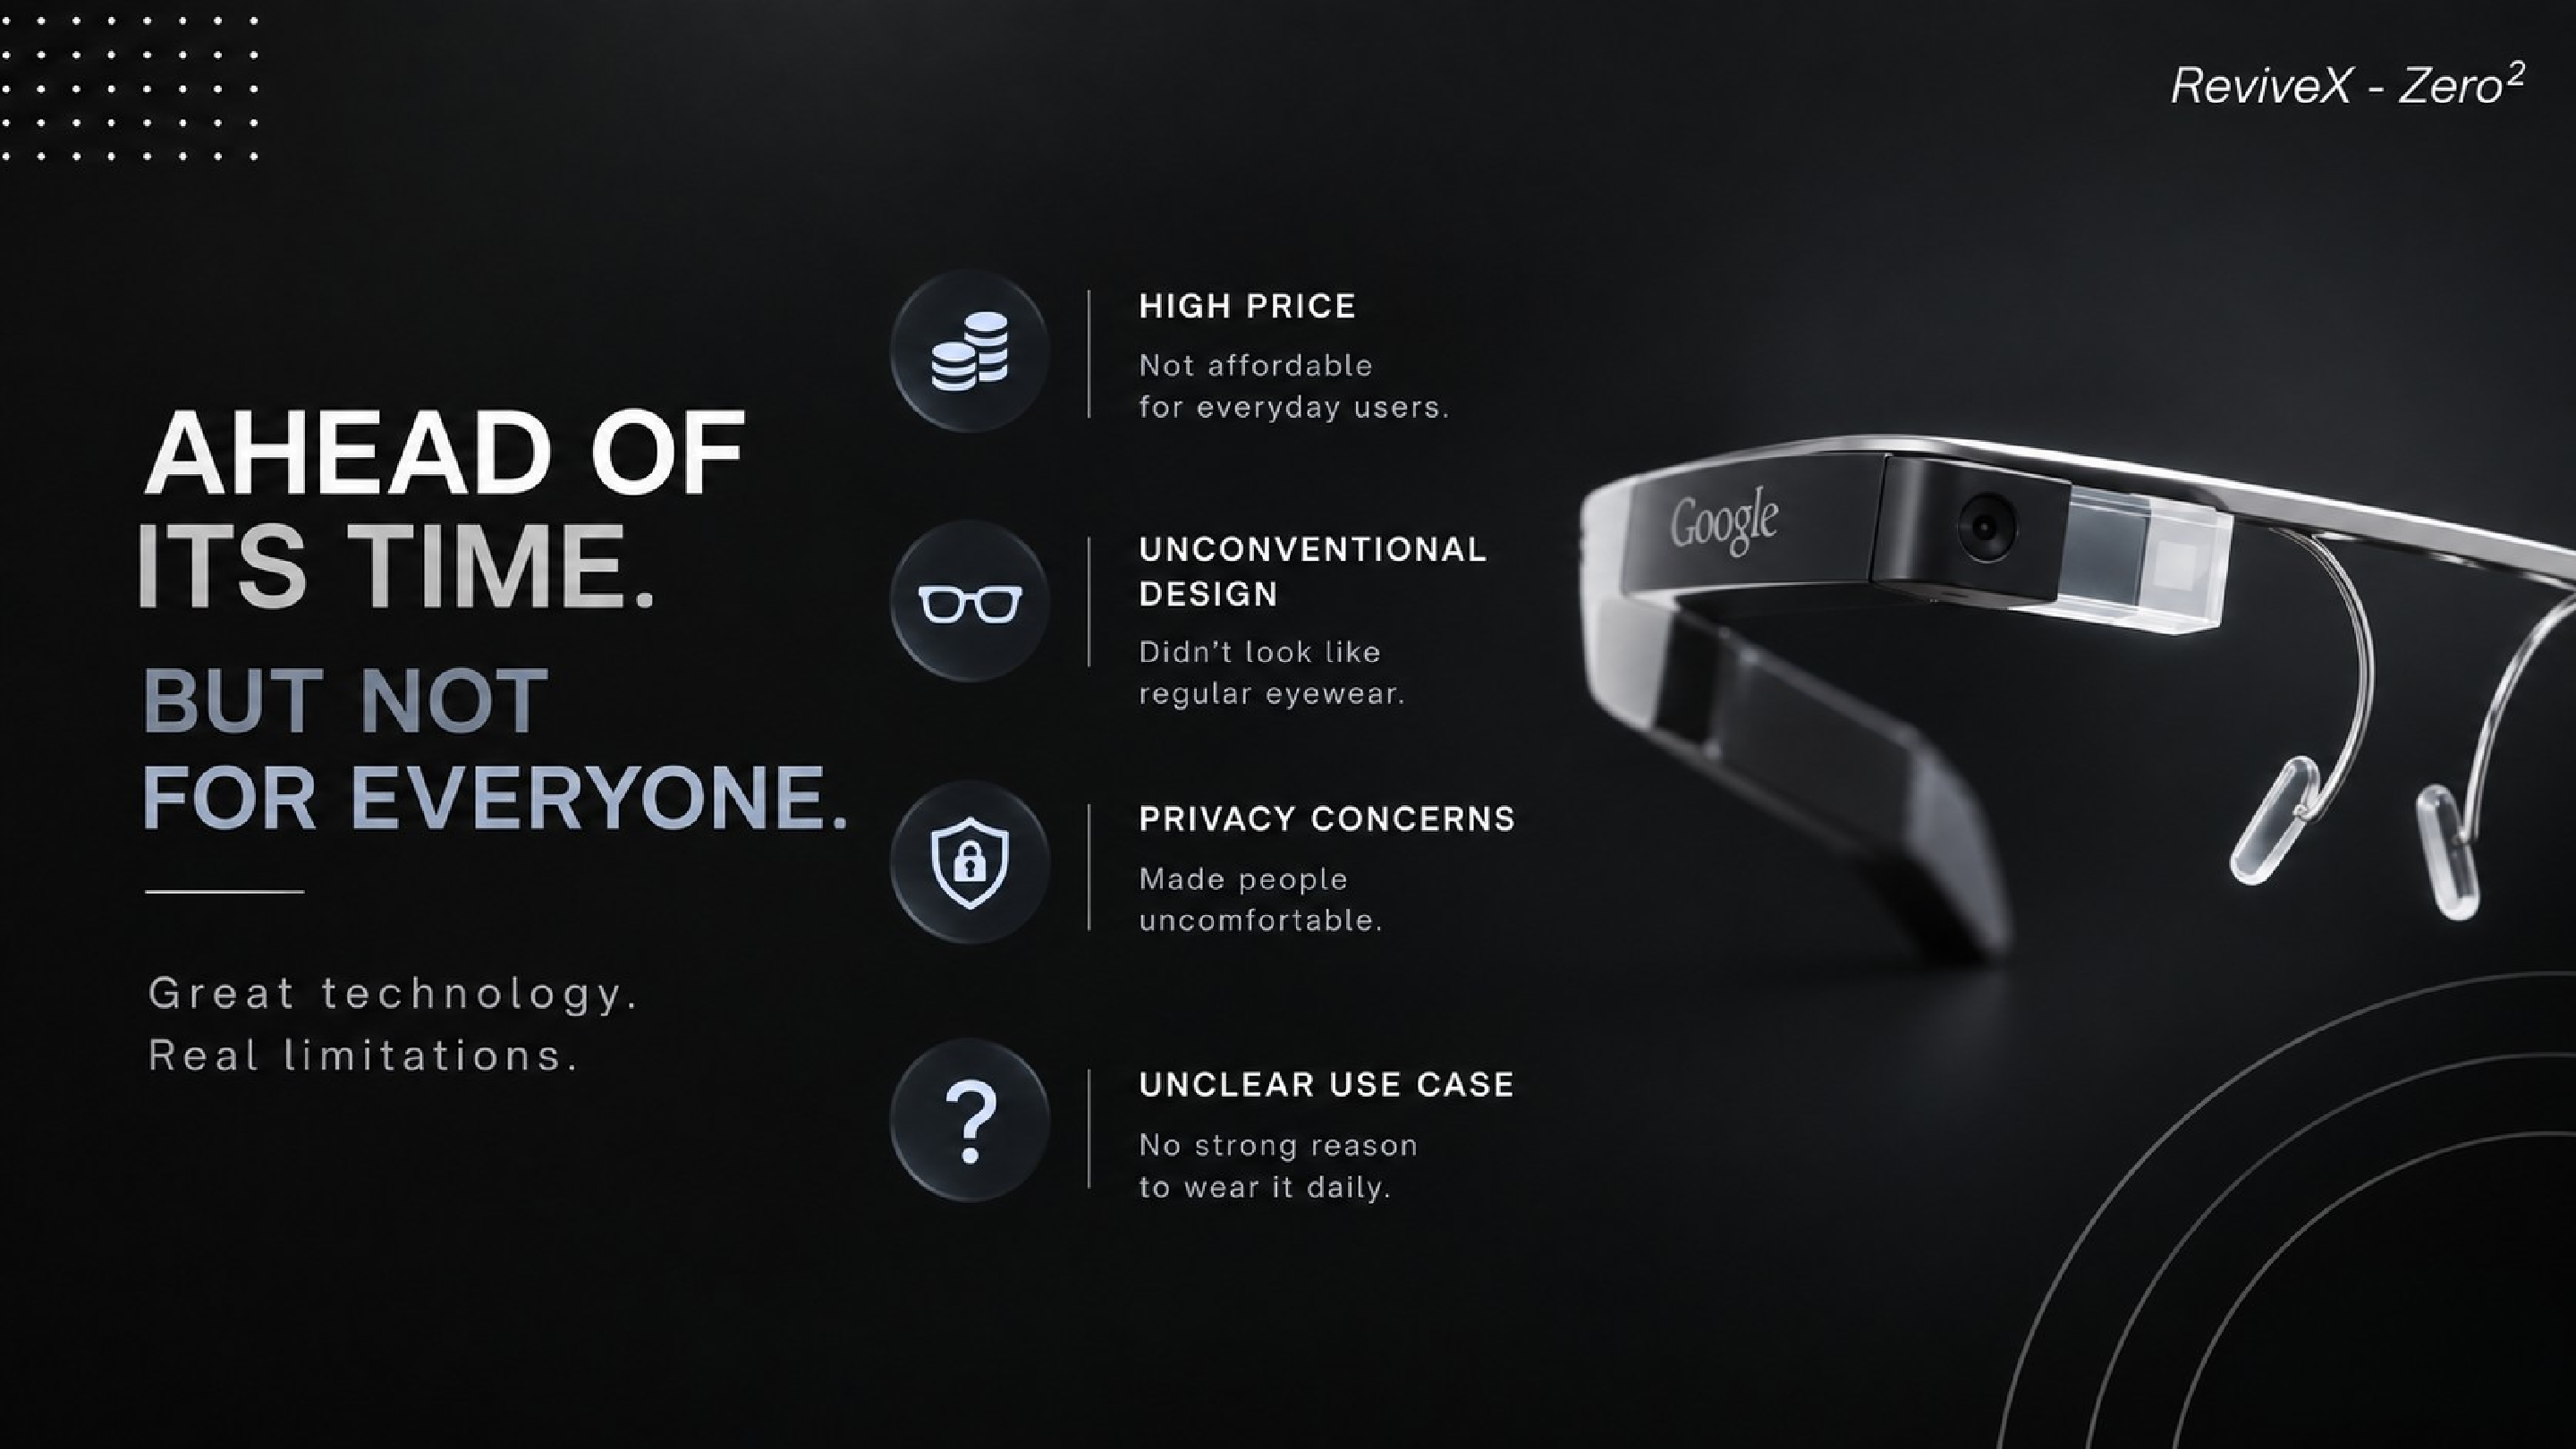 ReviveX - Zero²
AHEAD OF
ITS TIME.
BUT NOT
FOR EVERYONE.
Great technology.
Real limitations.
HIGH PRICE
Not affordable
for everyday users.
UNCONVENTIONAL
DESIGN
Didn’t look like
regular eyewear.
PRIVACY CONCERNS
Made people
uncomfortable.
?
UNCLEAR USE CASE
No strong reason
to wear it daily.
Google